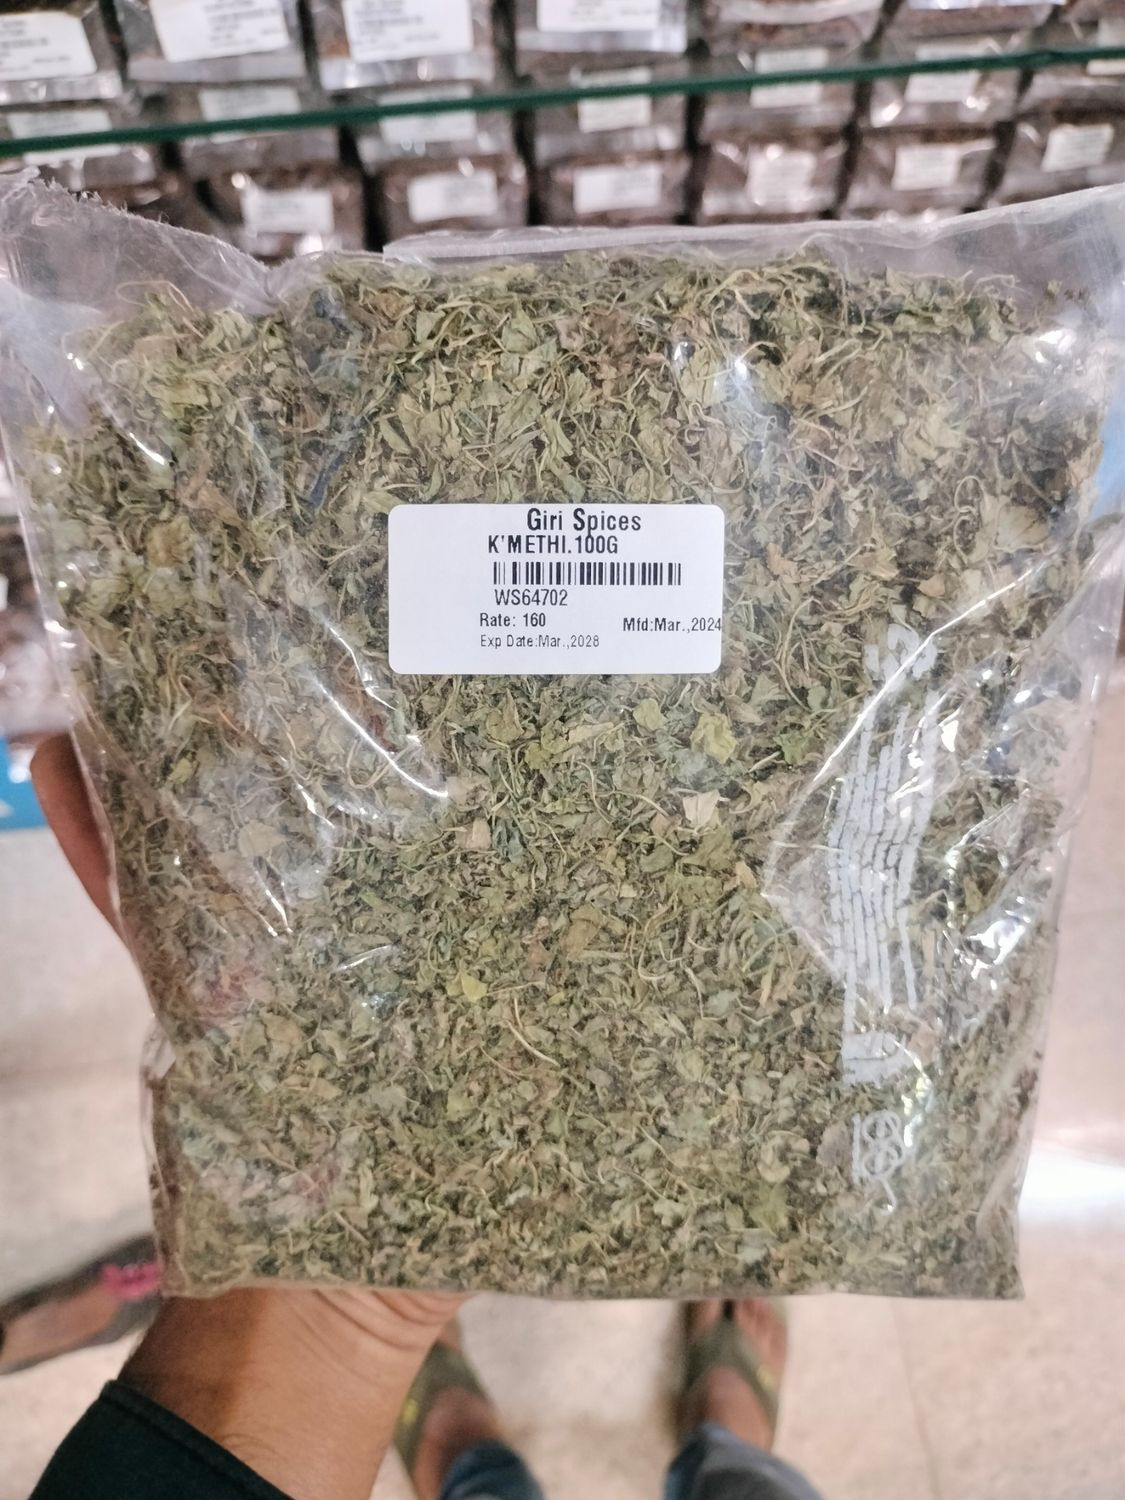 Giri Spices
K'METHI.100G
WS64702
Rate: 160 Mfd:Mar.,2024
Exp Date:Mar.,2028